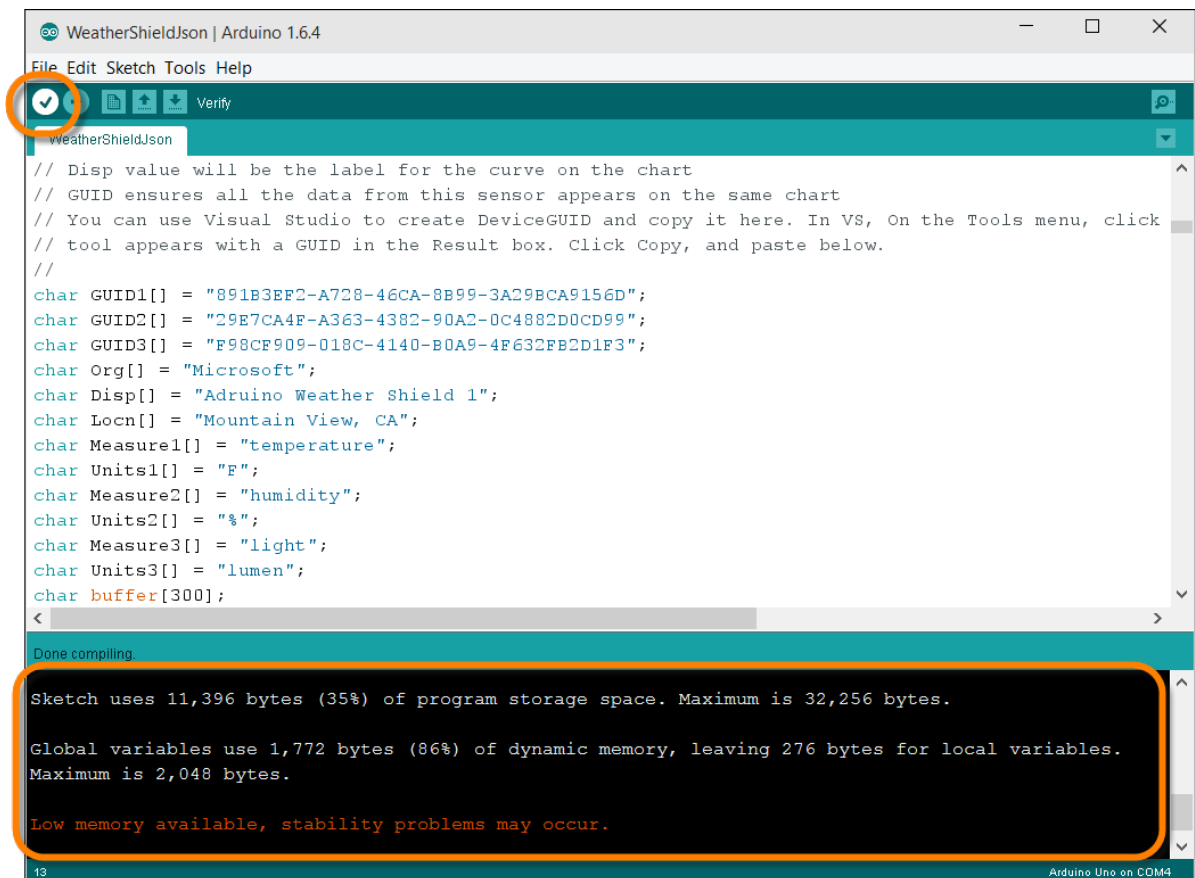 WeatherShieldJson | Arduino 1.6.4
File Edit Sketch Tools Help
Verify
WeatherShieldJson
// Disp value will be the label for the curve on the chart
// GUID ensures all the data from this sensor appears on the same chart
// You can use Visual Studio to create DeviceGUID and copy it here. In VS, On the Tools menu, click
// tool appears with a GUID in the Result box. Click Copy, and paste below.
//
char GUID1[] = "891B3EF2-A728-46CA-8B99-3A29BCA9156D";
char GUID2[] = "29E7CA4F-A363-4382-90A2-0C4882D0CD99";
char GUID3[] = "F98CF909-018C-4140-B0A9-4F632FB2D1F3";
char Org[] = "Microsoft";
char Disp[] = "Adruino Weather Shield 1";
char Locn[] = "Mountain View, CA";
char Measure1[] = "temperature";
char Units1[] = "F";
char Measure2[] = "humidity";
char Units2[] = "%";
char Measure3[] = "light";
char Units3[] = "lumen";
char buffer[300];
Done compiling.
Sketch uses 11,396 bytes (35%) of program storage space. Maximum is 32,256 bytes.
Global variables use 1,772 bytes (86%) of dynamic memory, leaving 276 bytes for local variables.
Maximum is 2,048 bytes.
Low memory available, stability problems may occur.
13 Arduino Uno on COM4